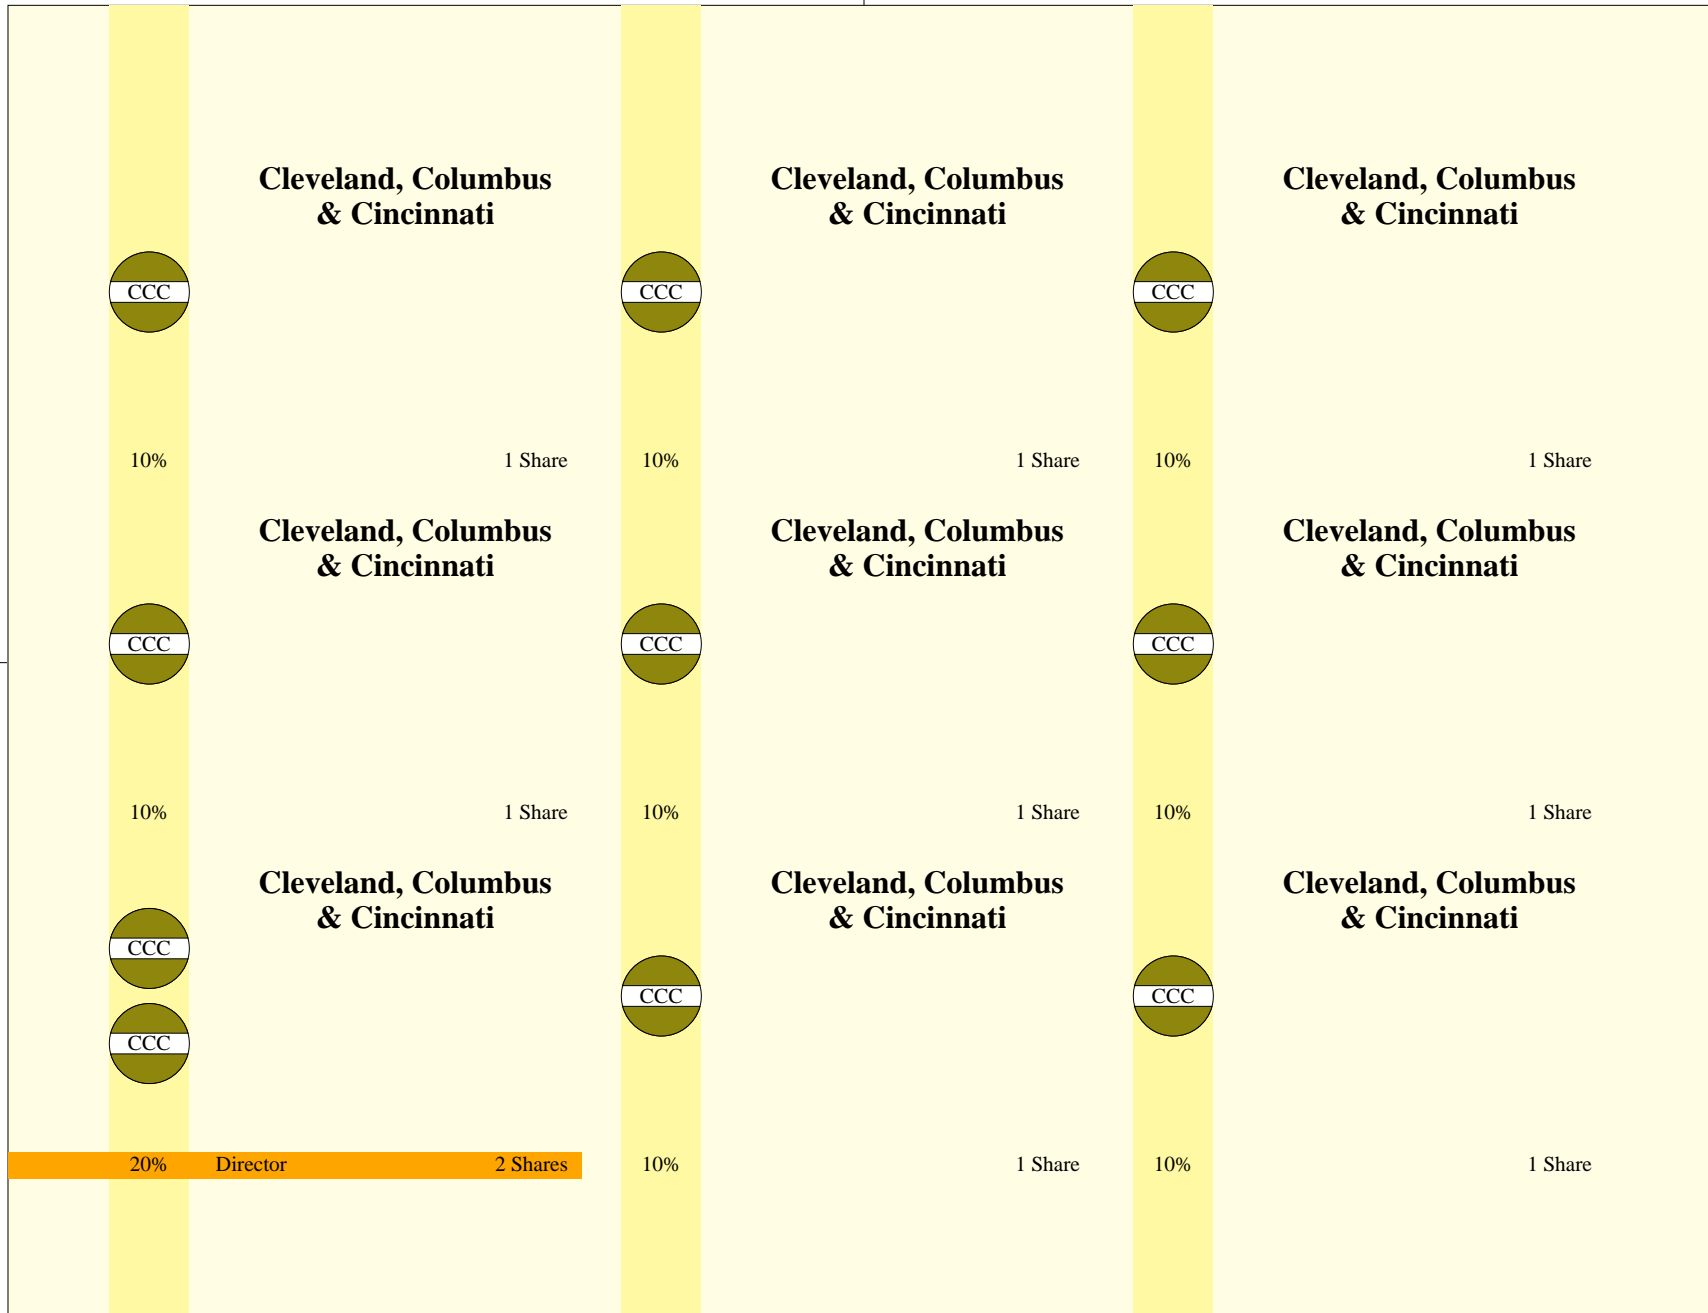 Cleveland, Columbus
& Cincinnati
CCC
10%
1 Share
Cleveland, Columbus
& Cincinnati
CCC
10%
1 Share
Cleveland, Columbus
& Cincinnati
CCC
10%
1 Share
Cleveland, Columbus
& Cincinnati
CCC
10%
1 Share
Cleveland, Columbus
& Cincinnati
CCC
10%
1 Share
Cleveland, Columbus
& Cincinnati
CCC
10%
1 Share
Cleveland, Columbus
& Cincinnati
CCC
CCC
20% Director 2 Shares
Cleveland, Columbus
& Cincinnati
CCC
10%
1 Share
Cleveland, Columbus
& Cincinnati
CCC
10%
1 Share